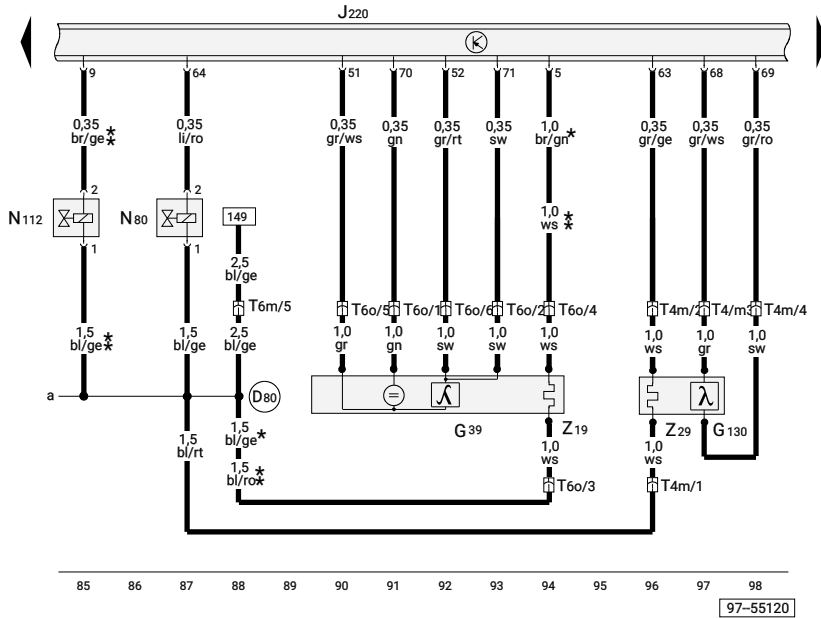 J220
9 64 51 70 52 71 5 63 68 69
0,35 0,35 0,35 0,35 0,35 0,35 1,0 0,35 0,35 0,35
br/ge** li/ro gr/ws gn gr/rt sw br/gn* gr/ge gr/ws gr/ro
2 2
N112 N80 149 1,0
ws**
1 1
2,5
bl/ge
T6m/5 T6o/5 T6o/1 T6o/6 T6o/2 T6o/4 T4m/2 T4/m3 T4m/4
1,5 1,5 2,5 1,0 1,0 1,0 1,0 1,0 1,0 1,0 1,0
bl/ge** bl/ge bl/ge gr gn sw sw ws ws gr sw
a D80 = λ λ
G39 Z19 Z29 G130
1,5 1,5 1,0 1,0
bl/rt bl/ge* ws ws
1,5
bl/ro**
T6o/3 T4m/1
85 86 87 88 89 90 91 92 93 94 95 96 97 98
97-55120